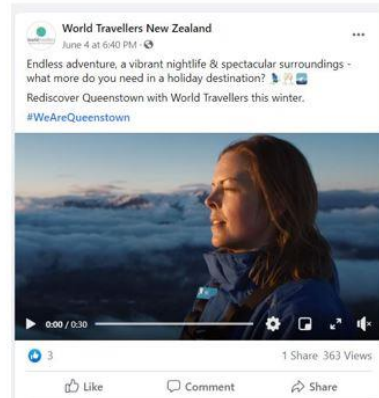 World Travellers New Zealand
June 4 at 6:40 PM ·
Endless adventure, a vibrant nightlife & spectacular surroundings -
what more do you need in a holiday destination?
Rediscover Queenstown with World Travellers this winter.
#WeAreQueenstown
0:00 / 0:30
3
1 Share 363 Views
Like Comment Share